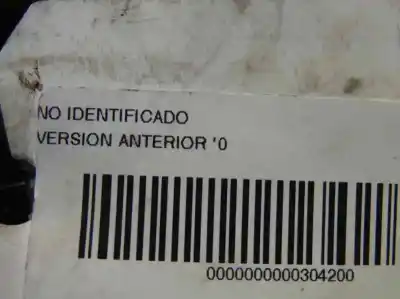 NO IDENTIFICADO
VERSION ANTERIOR '0
0000000000304200